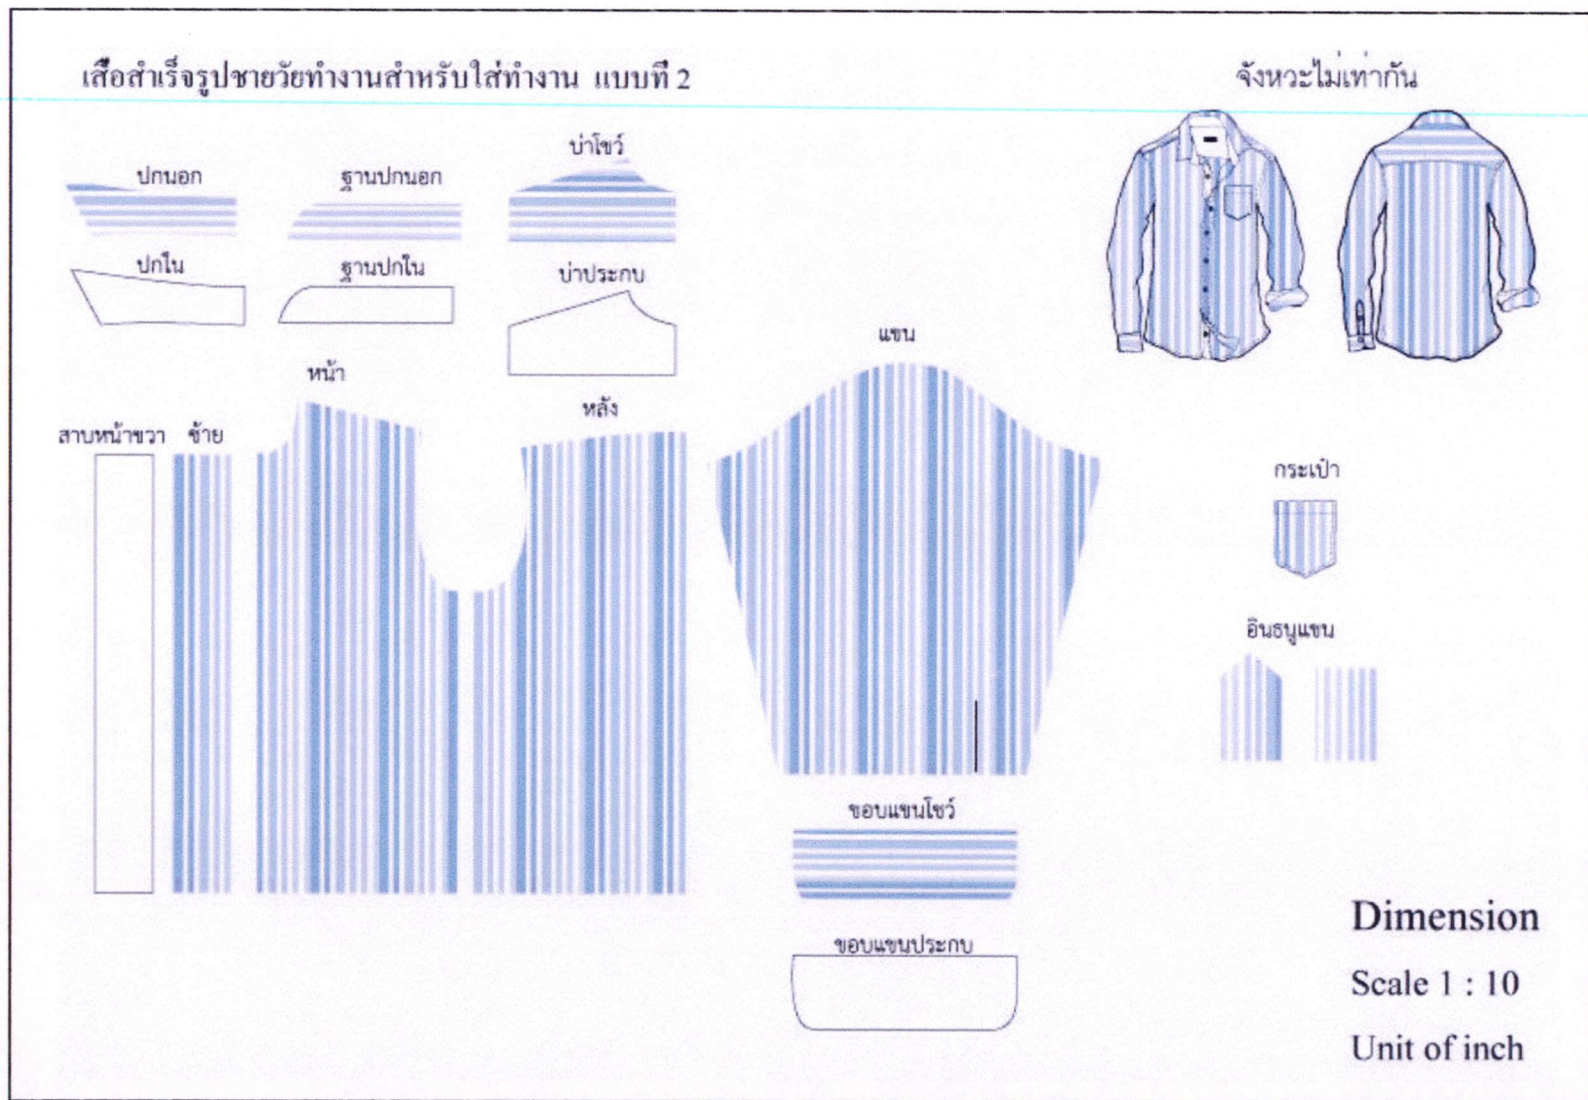 เสื้อสำเร็จรูปชายวัยทำงานสำหรับใส่ทำงาน แบบที่ 2
จังหวะไม่เท่ากัน
ปกนอก
ฐานปกนอก
บ่าโชว์
ปกใน
ฐานปกใน
บ่าประกบ
แขน
หน้า
หลัง
สาบหน้าขวา
ซ้าย
กระเป๋า
อินธนูแขน
ขอบแขนโชว์
ขอบแขนประกบ
Dimension
Scale 1 : 10
Unit of inch